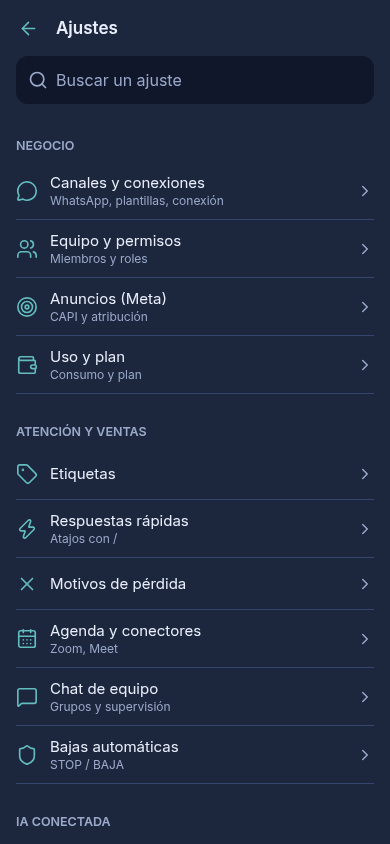 Ajustes
Buscar un ajuste
NEGOCIO
Canales y conexiones
WhatsApp, plantillas, conexión
Equipo y permisos
Miembros y roles
Anuncios (Meta)
CAPI y atribución
Uso y plan
Consumo y plan
ATENCIÓN Y VENTAS
Etiquetas
Respuestas rápidas
Atajos con /
Motivos de pérdida
Agenda y conectores
Zoom, Meet
Chat de equipo
Grupos y supervisión
Bajas automáticas
STOP / BAJA
IA CONECTADA